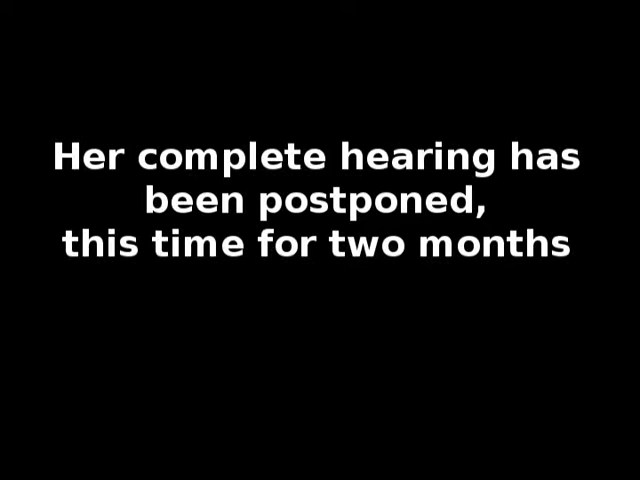 Her complete hearing has
been postponed,
this time for two months